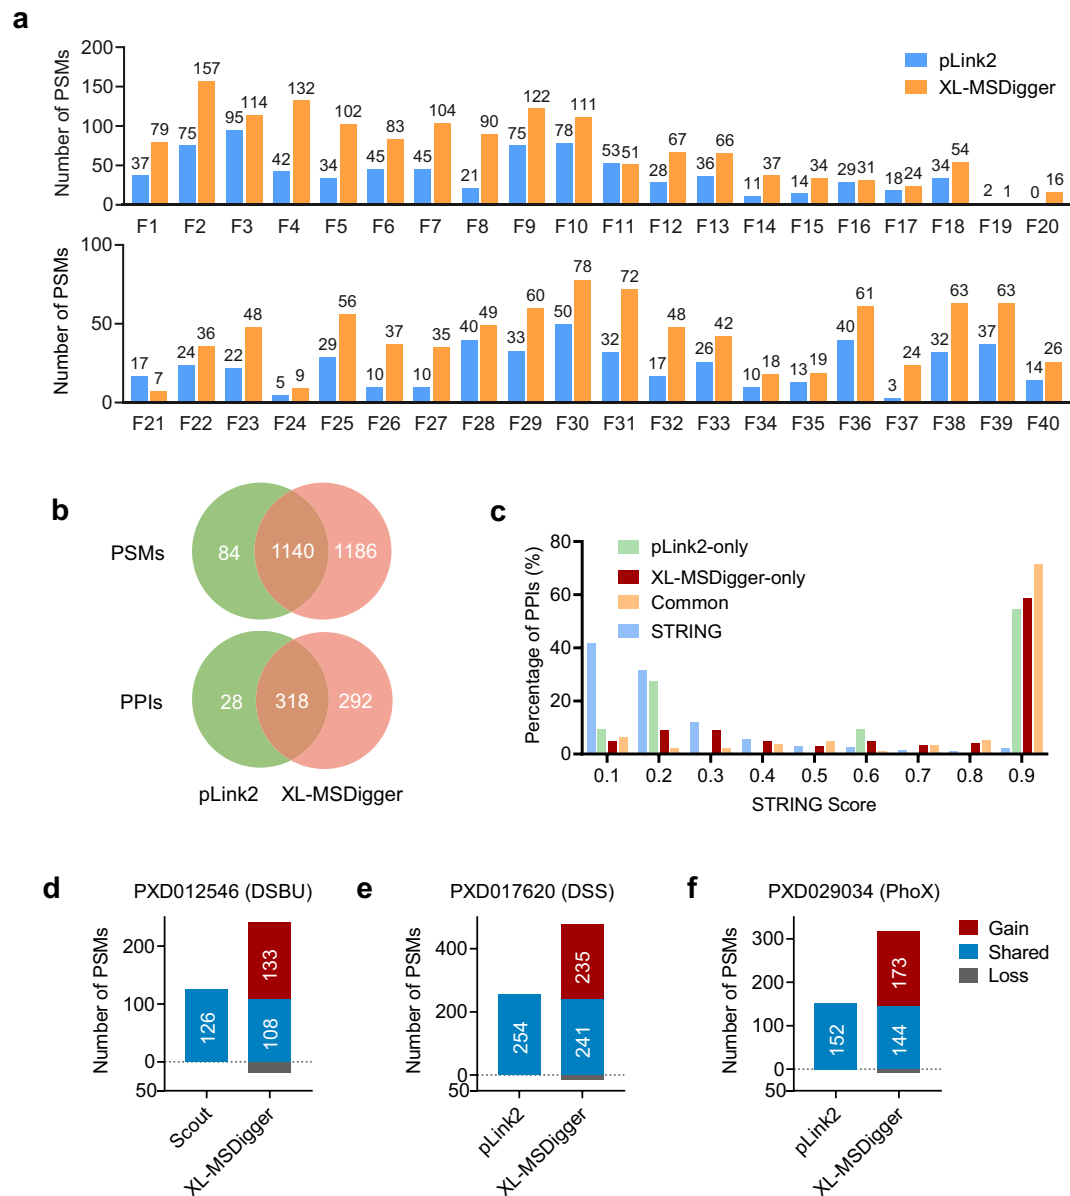 a
Number of PSMs
200
150
100
50
0
pLink2
XL-MSDigger
37 79 75 157 95 114 42 132 34 102 45 83 45 104 21 90 75 122 78 111 53 51 28 67 36 66 11 37 14 34 29 31 18 24 34 54 2 1 0 16
F1 F2 F3 F4 F5 F6 F7 F8 F9 F10 F11 F12 F13 F14 F15 F16 F17 F18 F19 F20
Number of PSMs
100
50
0
17 7 24 36 22 48 5 9 29 56 10 37 10 35 40 49 33 60 50 78 32 72 17 48 26 42 10 18 13 19 40 61 3 24 32 63 37 63 14 26
F21 F22 F23 F24 F25 F26 F27 F28 F29 F30 F31 F32 F33 F34 F35 F36 F37 F38 F39 F40
b
PSMs
84 1140 1186
PPIs
28 318 292
pLink2 XL-MSDigger
c
Percentage of PPIs (%)
80
60
40
20
0
pLink2-only
XL-MSDigger-only
Common
STRING
0.1 0.2 0.3 0.4 0.5 0.6 0.7 0.8 0.9
STRING Score
d
PXD012546 (DSBU)
Number of PSMs
200
100
0
50
126
133
108
Scout
XL-MSDigger
e
PXD017620 (DSS)
Number of PSMs
400
200
0
50
254
235
241
pLink2
XL-MSDigger
f
PXD029034 (PhoX)
Number of PSMs
300
200
100
0
50
152
173
144
pLink2
XL-MSDigger
Gain
Shared
Loss